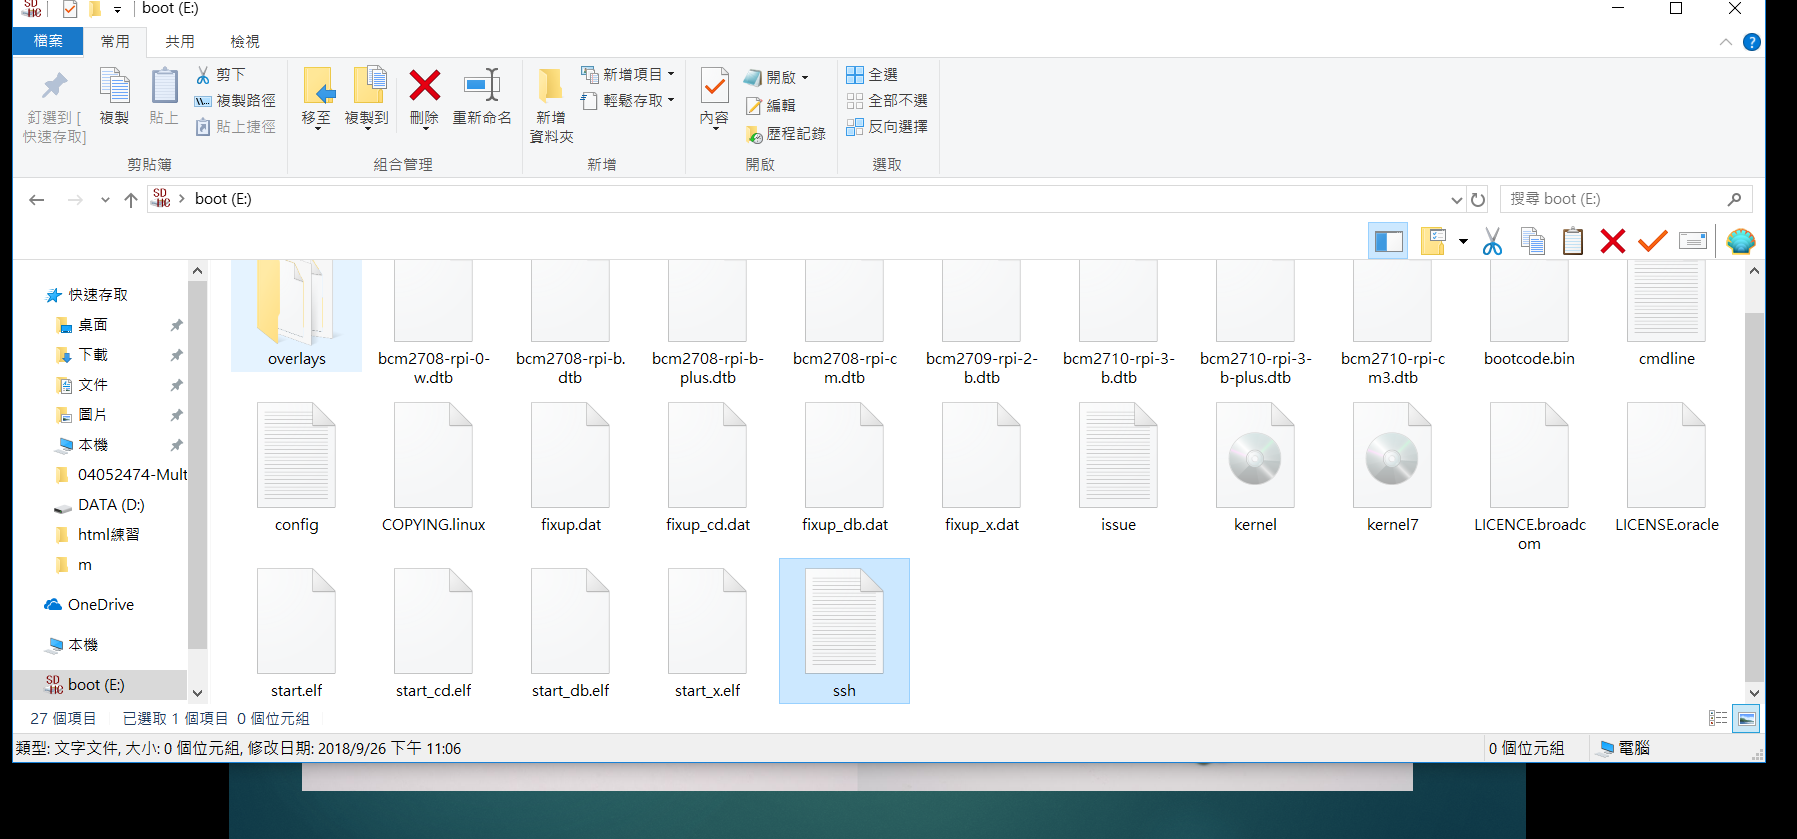 boot (E:)
檔案 常用 共用 檢視
釘選到 [
快速存取]
複製
貼上
剪下
複製路徑
貼上捷徑
剪貼簿
移至
複製到
刪除
重新命名
組合管理
新增
資料夾
新增項目
輕鬆存取
新增
內容
開啟
編輯
歷程記錄
開啟
全選
全部不選
反向選擇
選取
boot (E:)
搜尋 boot (E:)
快速存取
桌面
下載
文件
圖片
本機
04052474-Mult
DATA (D:)
html練習
m
OneDrive
本機
boot (E:)
overlays
bcm2708-rpi-0-
w.dtb
bcm2708-rpi-b.
dtb
bcm2708-rpi-b-
plus.dtb
bcm2708-rpi-c
m.dtb
bcm2709-rpi-2-
b.dtb
bcm2710-rpi-3-
b.dtb
bcm2710-rpi-3-
b-plus.dtb
bcm2710-rpi-c
m3.dtb
bootcode.bin
cmdline
config
COPYING.linux
fixup.dat
fixup_cd.dat
fixup_db.dat
fixup_x.dat
issue
kernel
kernel7
LICENCE.broadc
om
LICENSE.oracle
start.elf
start_cd.elf
start_db.elf
start_x.elf
ssh
27 個項目 已選取 1 個項目 0 個位元組
類型: 文字文件, 大小: 0 個位元組, 修改日期: 2018/9/26 下午 11:06
0 個位元組
電腦